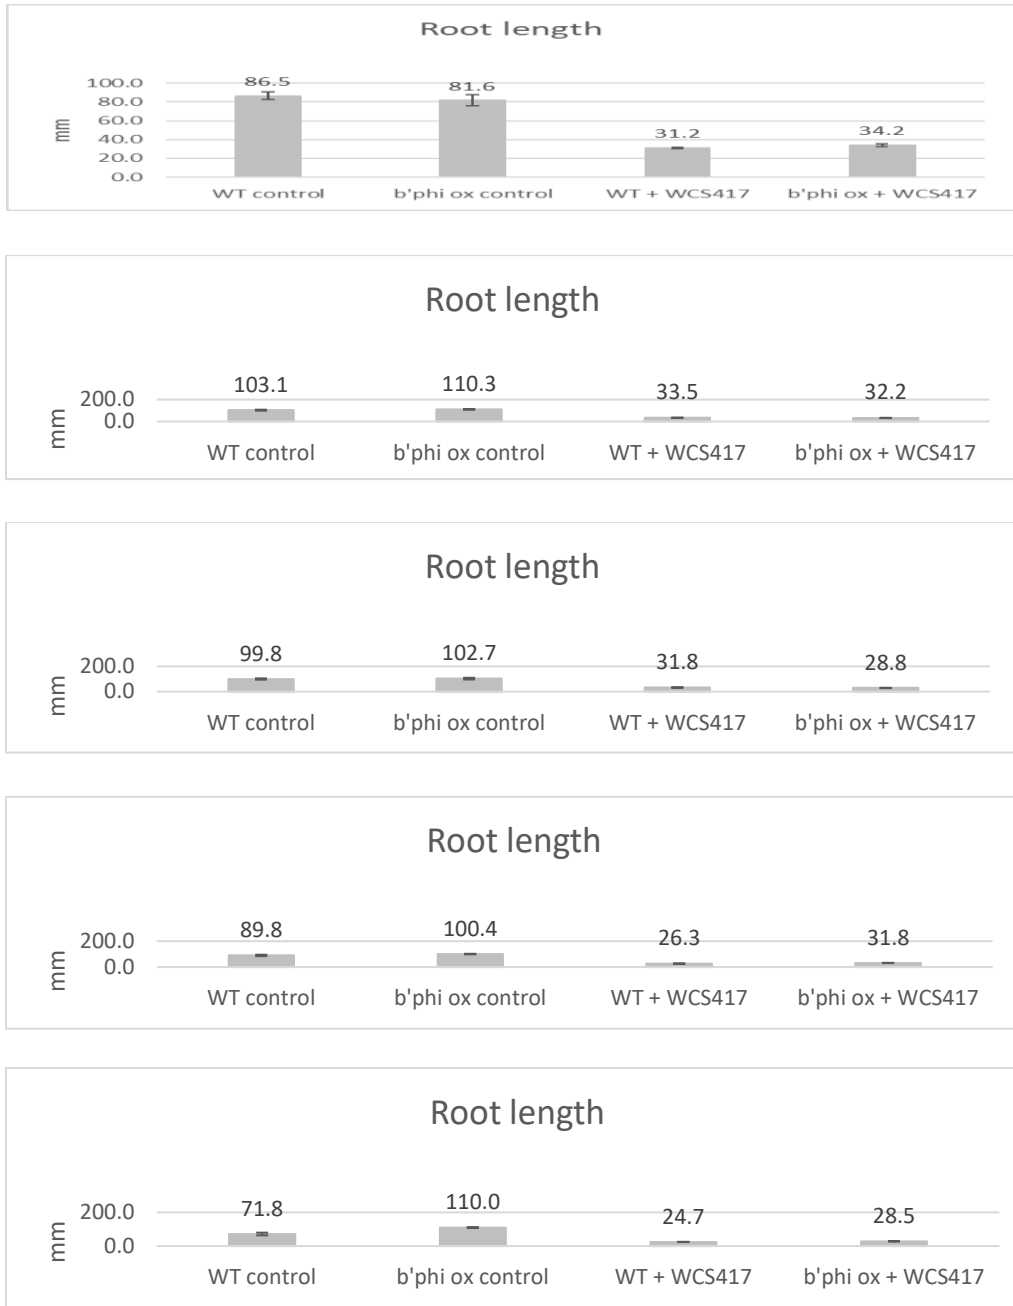 Root length
86.5 81.6 31.2 34.2
100.0
80.0
60.0
40.0
20.0
0.0
mm
WT control b'phi ox control WT + WCS417 b'phi ox + WCS417
Root length
103.1 110.3 33.5 32.2
200.0
0.0
mm
WT control b'phi ox control WT + WCS417 b'phi ox + WCS417
Root length
99.8 102.7 31.8 28.8
200.0
0.0
mm
WT control b'phi ox control WT + WCS417 b'phi ox + WCS417
Root length
89.8 100.4 26.3 31.8
200.0
0.0
mm
WT control b'phi ox control WT + WCS417 b'phi ox + WCS417
Root length
71.8 110.0 24.7 28.5
200.0
0.0
mm
WT control b'phi ox control WT + WCS417 b'phi ox + WCS417